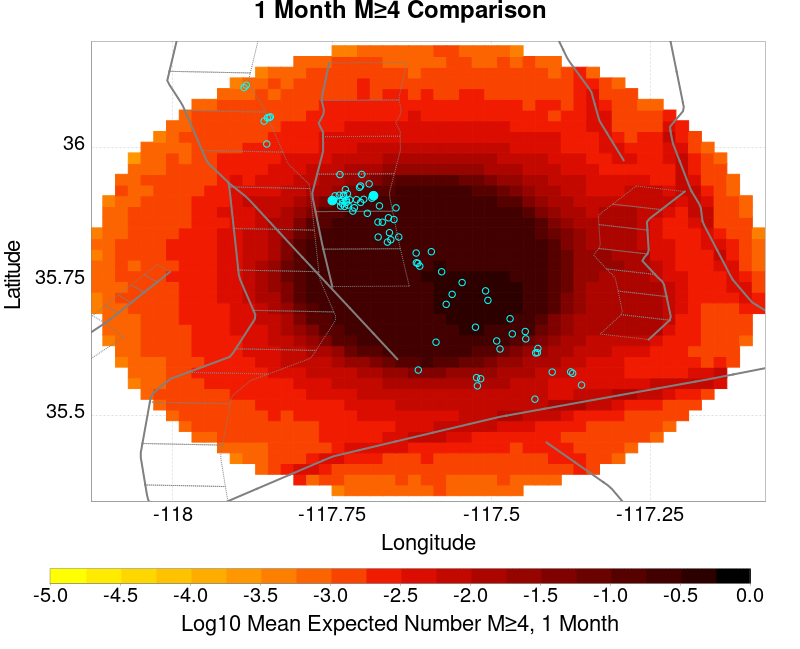 1 Month M≥4 Comparison
36
35.75
35.5
Latitude
-118 -117.75 -117.5 -117.25
Longitude
-5.0 -4.5 -4.0 -3.5 -3.0 -2.5 -2.0 -1.5 -1.0 -0.5 0.0
Log10 Mean Expected Number M≥4, 1 Month